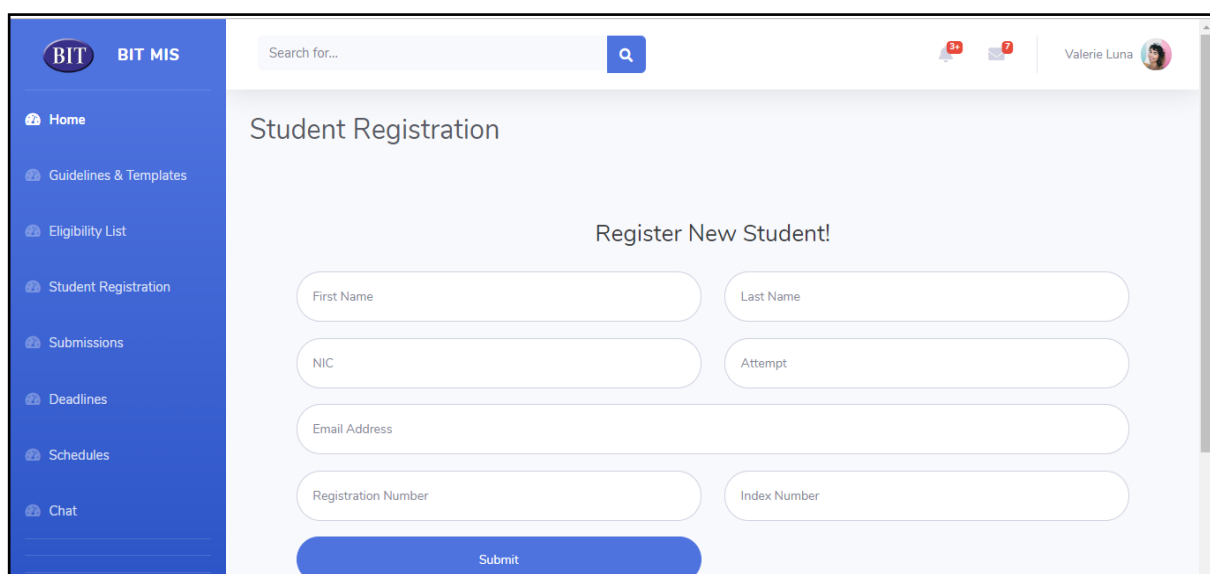 BIT BIT MIS
Search for...
3+
7
Valerie Luna
Home
Guidelines & Templates
Eligibility List
Student Registration
Submissions
Deadlines
Schedules
Chat
Student Registration
Register New Student!
First Name
Last Name
NIC
Attempt
Email Address
Registration Number
Index Number
Submit